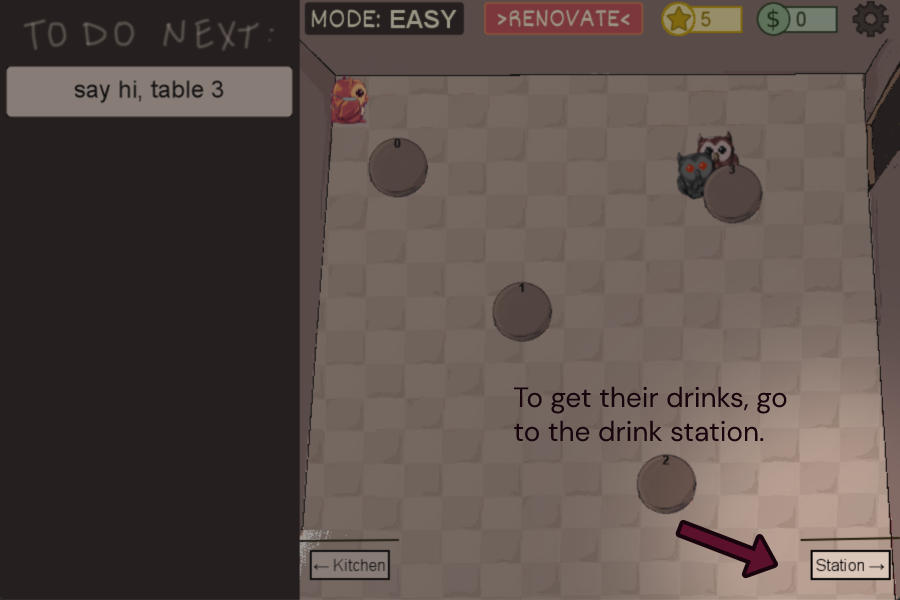 TO DO NEXT:
say hi, table 3
MODE: EASY
>RENOVATE<
5
$ 0
0
3
1
To get their drinks, go
to the drink station.
2
← Kitchen
Station →